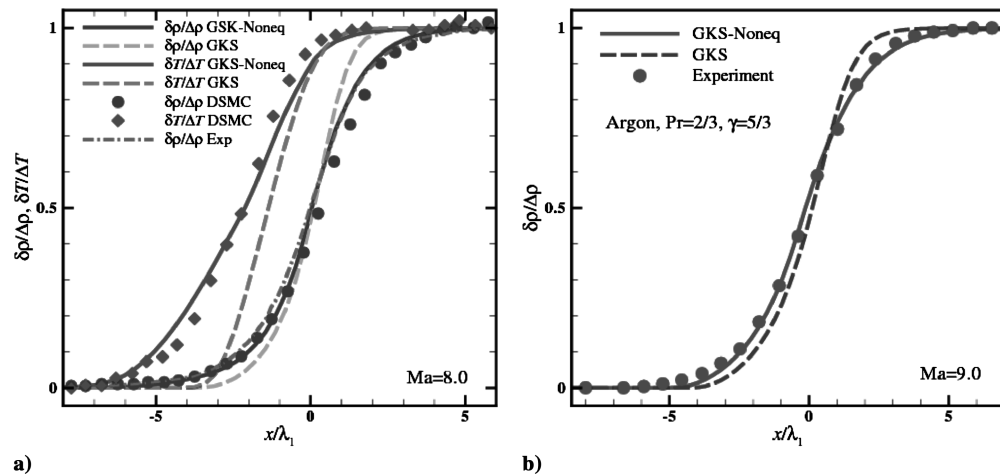 1
0.5
0
δρ/Δρ, δT/ΔT
δρ/Δρ GSK-Noneq
δρ/Δρ GKS
δT/ΔT GKS-Noneq
δT/ΔT GKS
δρ/Δρ DSMC
δT/ΔT DSMC
δρ/Δρ Exp
Ma=8.0
-5
0
5
x/λ₁
a)
1
0.5
0
δρ/Δρ
GKS-Noneq
GKS
Experiment
Argon, Pr=2/3, γ=5/3
Ma=9.0
-5
0
5
x/λ₁
b)